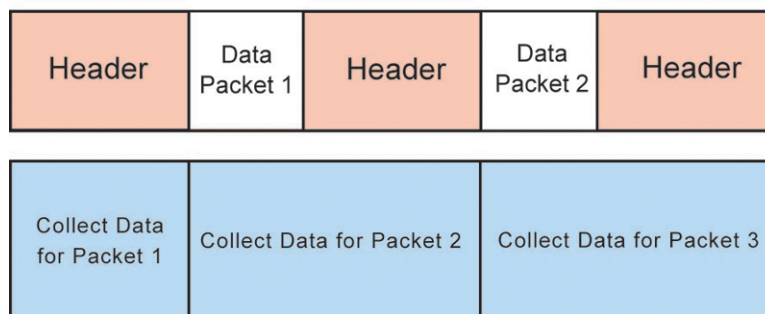 Header
Data
Packet 1
Header
Data
Packet 2
Header
Collect Data
for Packet 1
Collect Data for Packet 2
Collect Data for Packet 3